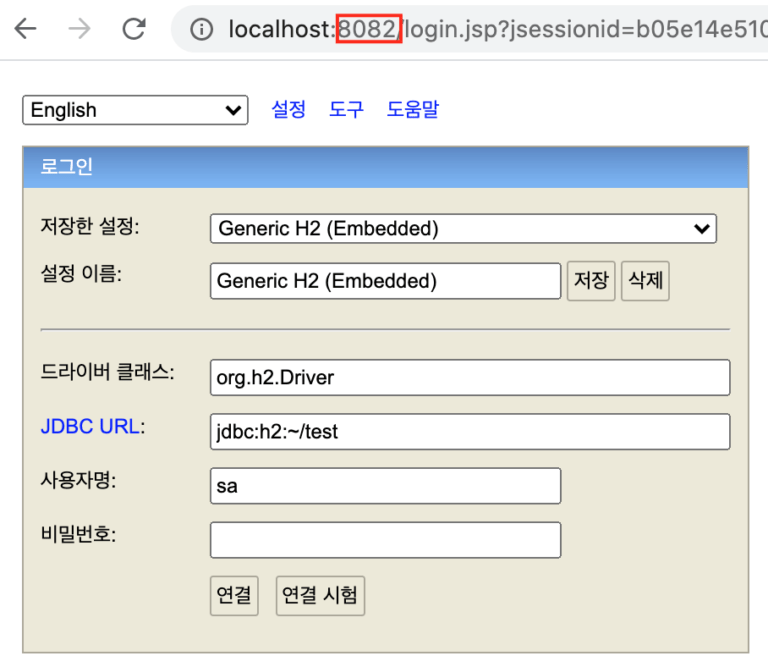 localhost:8082/login.jsp?jsessionid=b05e14e510
English 설정 도구 도움말
로그인
저장한 설정: Generic H2 (Embedded)
설정 이름: Generic H2 (Embedded) 저장 삭제
드라이버 클래스: org.h2.Driver
JDBC URL: jdbc:h2:~/test
사용자명: sa
비밀번호:
연결 연결 시험